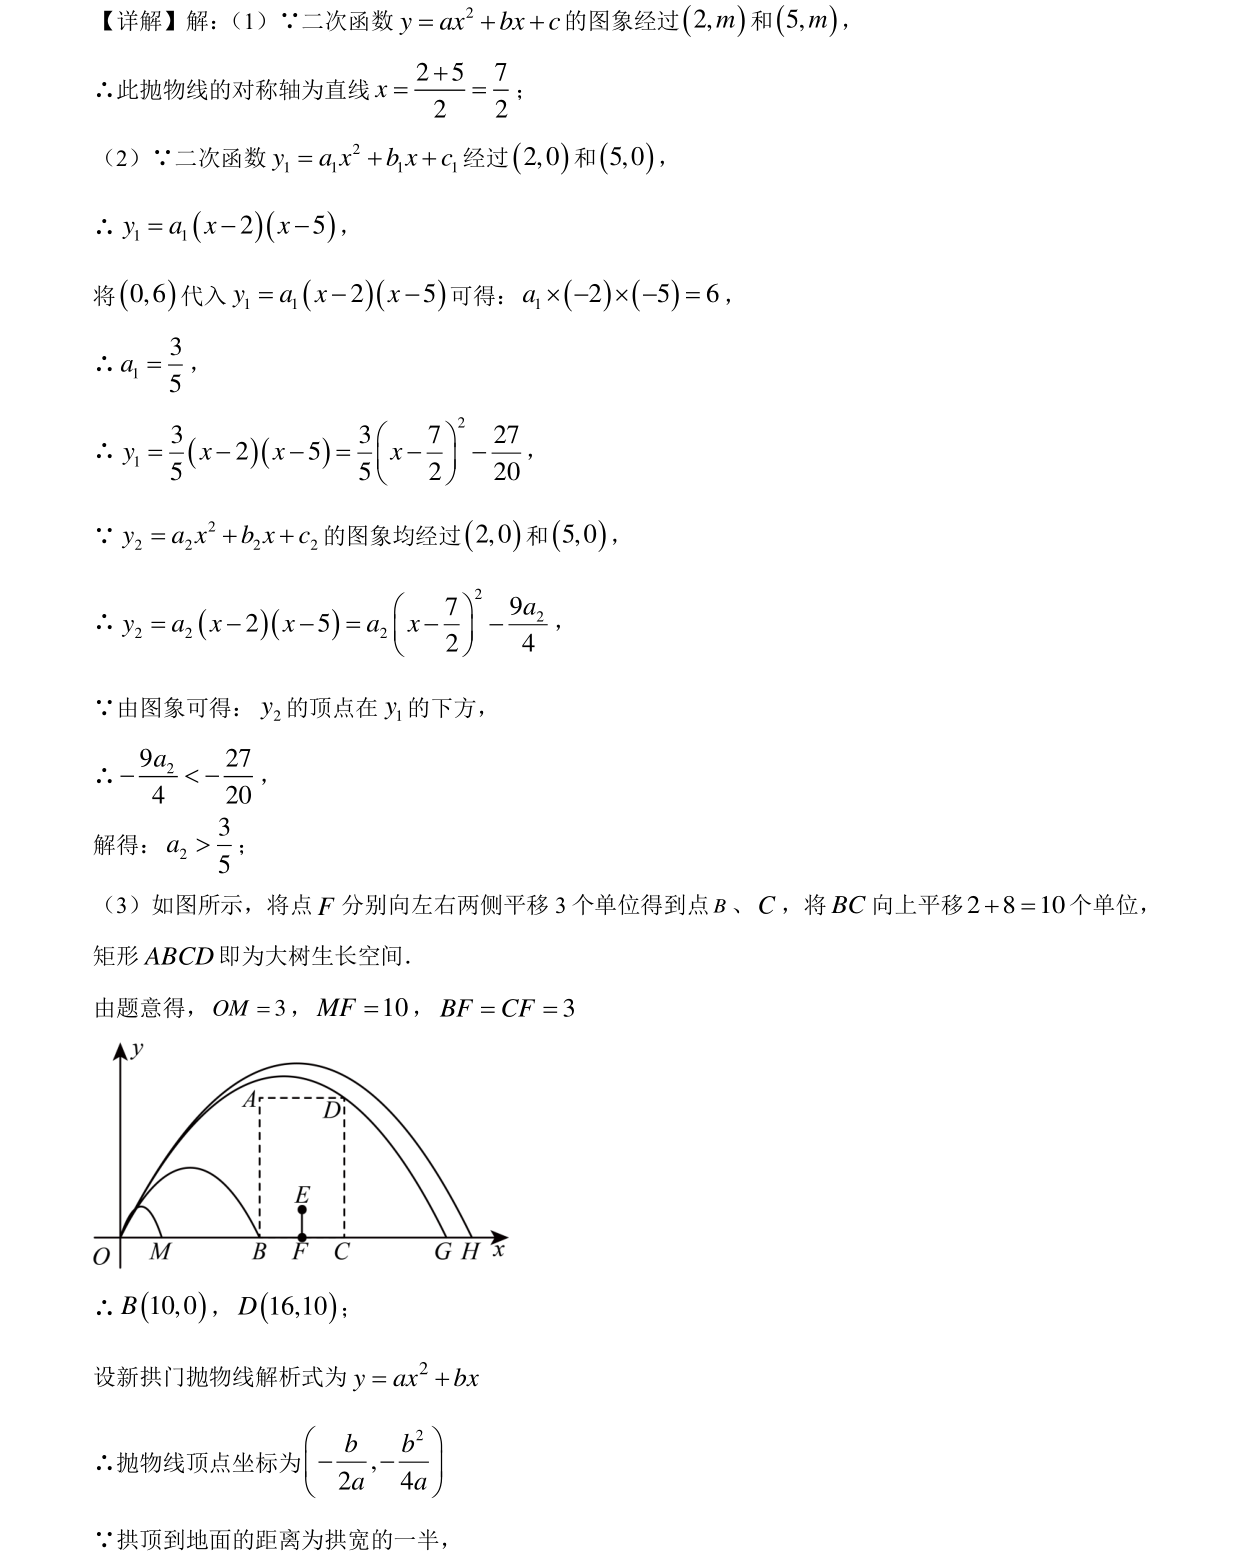 【详解】解：（1）∵二次函数 y = ax² + bx + c 的图象经过(2,m)和(5,m)，
∴此抛物线的对称轴为直线 x = (2+5)/2 = 7/2；
（2）∵二次函数 y₁ = a₁x² + b₁x + c₁ 经过(2,0)和(5,0)，
∴ y₁ = a₁(x−2)(x−5)，
将(0,6)代入 y₁ = a₁(x−2)(x−5)可得： a₁×(−2)×(−5) = 6，
∴ a₁ = 3/5，
∴ y₁ = 3/5(x−2)(x−5) = 3/5(x − 7/2)² − 27/20，
∵ y₂ = a₂x² + b₂x + c₂ 的图象均经过(2,0)和(5,0)，
∴ y₂ = a₂(x−2)(x−5) = a₂(x − 7/2)² − 9a₂/4，
∵由图象可得： y₂ 的顶点在 y₁ 的下方，
∴ −9a₂/4 < −27/20，
解得： a₂ > 3/5；
（3）如图所示，将点 F 分别向左右两侧平移 3 个单位得到点 B 、 C，将 BC 向上平移 2+8=10 个单位，
矩形 ABCD 即为大树生长空间.
由题意得， OM = 3， MF = 10， BF = CF = 3
y
A
D
E
O M B F C G H x
∴ B(10,0)， D(16,10)；
设新拱门抛物线解析式为 y = ax² + bx
∴抛物线顶点坐标为(−b/2a, −b²/4a)
∵拱顶到地面的距离为拱宽的一半，